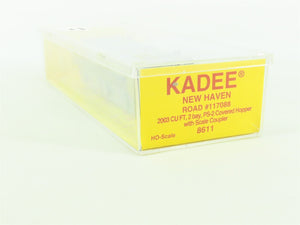 KADEE®
NEW HAVEN
ROAD #117088
2003 CU FT, 2 bay, PS-2 Covered Hopper
with Scale Coupler
HO-Scale
8611